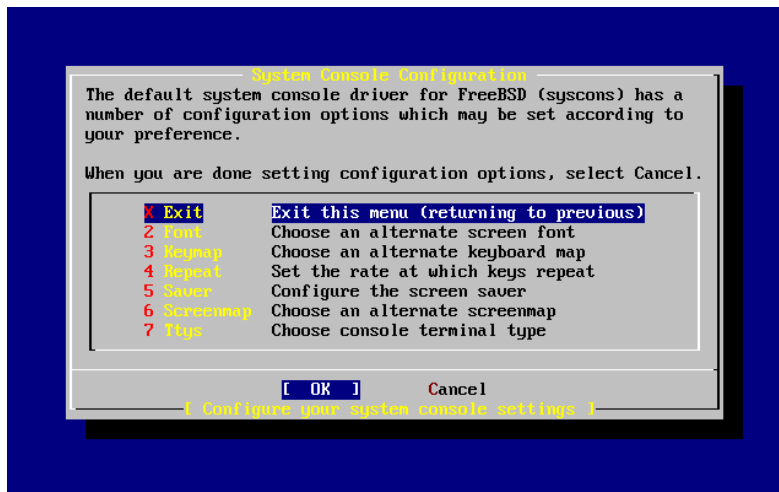 System Console Configuration
The default system console driver for FreeBSD (syscons) has a
number of configuration options which may be set according to
your preference.
When you are done setting configuration options, select Cancel.
X Exit Exit this menu (returning to previous)
2 Font Choose an alternate screen font
3 Keymap Choose an alternate keyboard map
4 Repeat Set the rate at which keys repeat
5 Saver Configure the screen saver
6 Screenmap Choose an alternate screenmap
7 Ttys Choose console terminal type
[ OK ] Cancel
[ Configure your system console settings ]